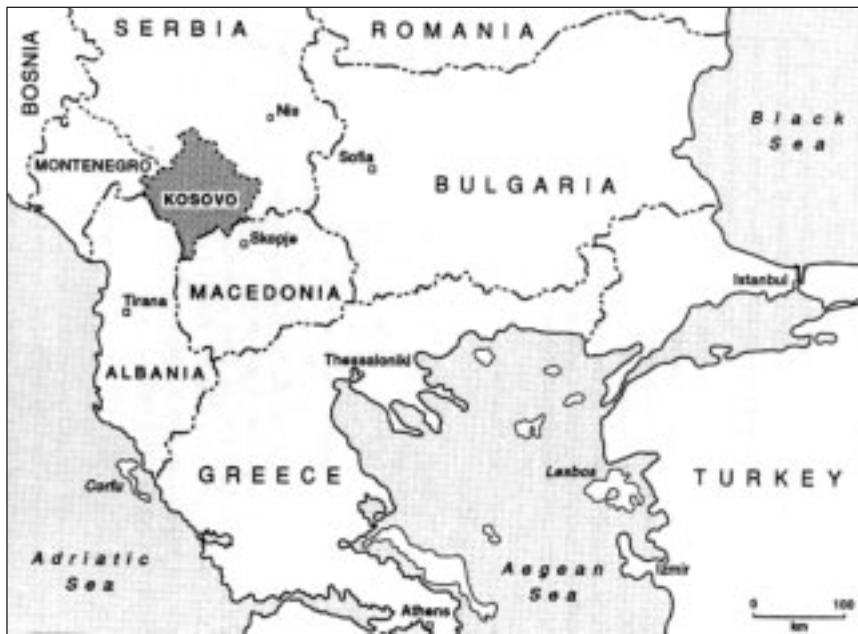 SERBIA
ROMANIA
BOSNIA
Nis
Black
Sea
MONTENEGRO
Sofia
BULGARIA
KOSOVO
Skopje
Istanbul
MACEDONIA
Tirana
Thessaloniki
ALBANIA
GREECE
Lesbos
TURKEY
Corfu
Adriatic
Sea
Aegean
Sea
Izmir
Athens
0 100
km